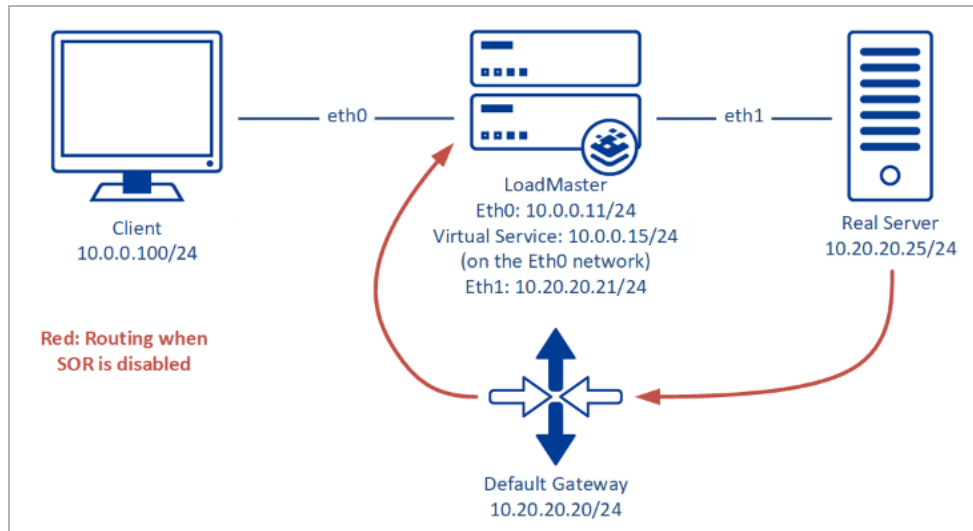 eth0
eth1
Client
10.0.0.100/24
LoadMaster
Eth0: 10.0.0.11/24
Virtual Service: 10.0.0.15/24
(on the Eth0 network)
Eth1: 10.20.20.21/24
Real Server
10.20.20.25/24
Red: Routing when
SOR is disabled
Default Gateway
10.20.20.20/24